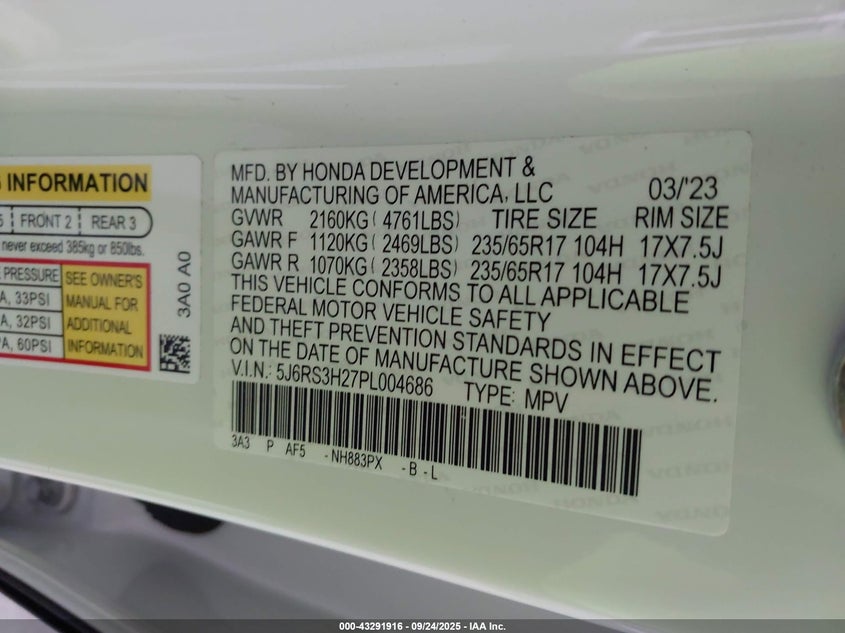 G INFORMATION
5 FRONT 2 REAR 3
never exceed 385kg or 850lbs.
PRESSURE
SEE OWNER'S
MANUAL FOR
ADDITIONAL
INFORMATION
33PSI
32PSI
60PSI
3A0 A0
MFD. BY HONDA DEVELOPMENT &
MANUFACTURING OF AMERICA, LLC 03/'23
GVWR 2160KG( 4761LBS) TIRE SIZE RIM SIZE
GAWR F 1120KG( 2469LBS) 235/65R17 104H 17X7.5J
GAWR R 1070KG( 2358LBS) 235/65R17 104H 17X7.5J
THIS VEHICLE CONFORMS TO ALL APPLICABLE
FEDERAL MOTOR VEHICLE SAFETY
AND THEFT PREVENTION STANDARDS IN EFFECT
ON THE DATE OF MANUFACTURE SHOWN ABOVE.
V.I.N.: 5J6RS3H27PL004686 TYPE: MPV
3A3 P AF5 -NH883PX -B-L
000-43291916 - 09/24/2025 - IAA Inc.